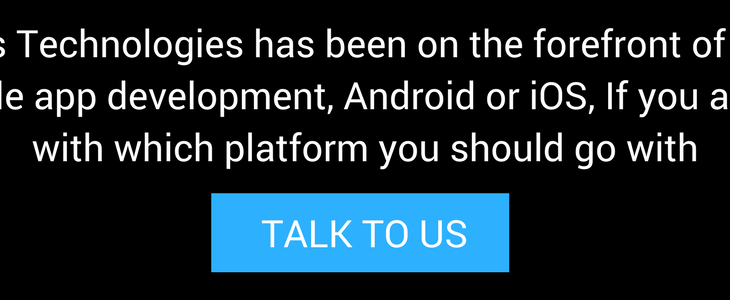 s Technologies has been on the forefront of
le app development, Android or iOS, If you a
with which platform you should go with
TALK TO US